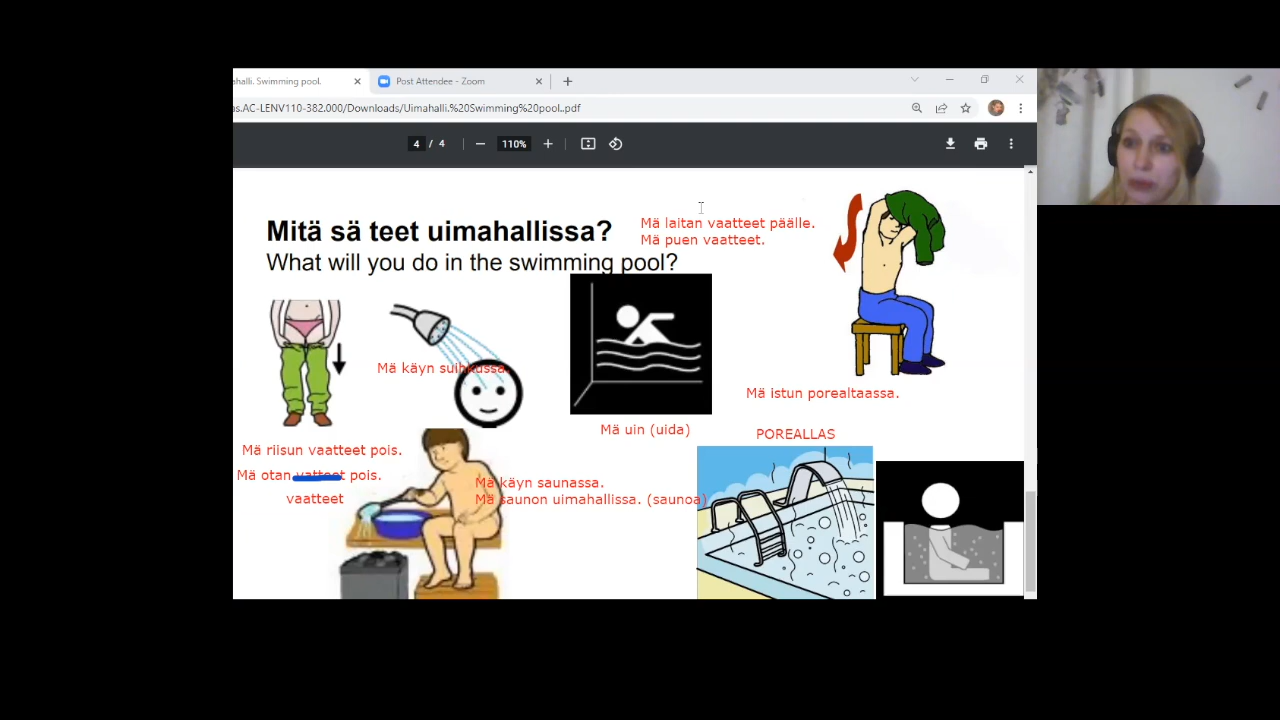 ahalli. Swimming pool.
Post Attendee - Zoom
as.AC-LENV110-382.000/Downloads/Uimahalli.%20Swimming%20pool..pdf
4 / 4
110%
Mitä sä teet uimahallissa?
What will you do in the swimming pool?
Mä laitan vaatteet päälle.
Mä puen vaatteet.
Mä käyn suihkussa.
Mä istun porealtaassa.
Mä uin (uida)
POREALLAS
Mä riisun vaatteet pois.
Mä otan vatteet pois.
vaatteet
Mä käyn saunassa.
Mä saunon uimahallissa. (saunoa)